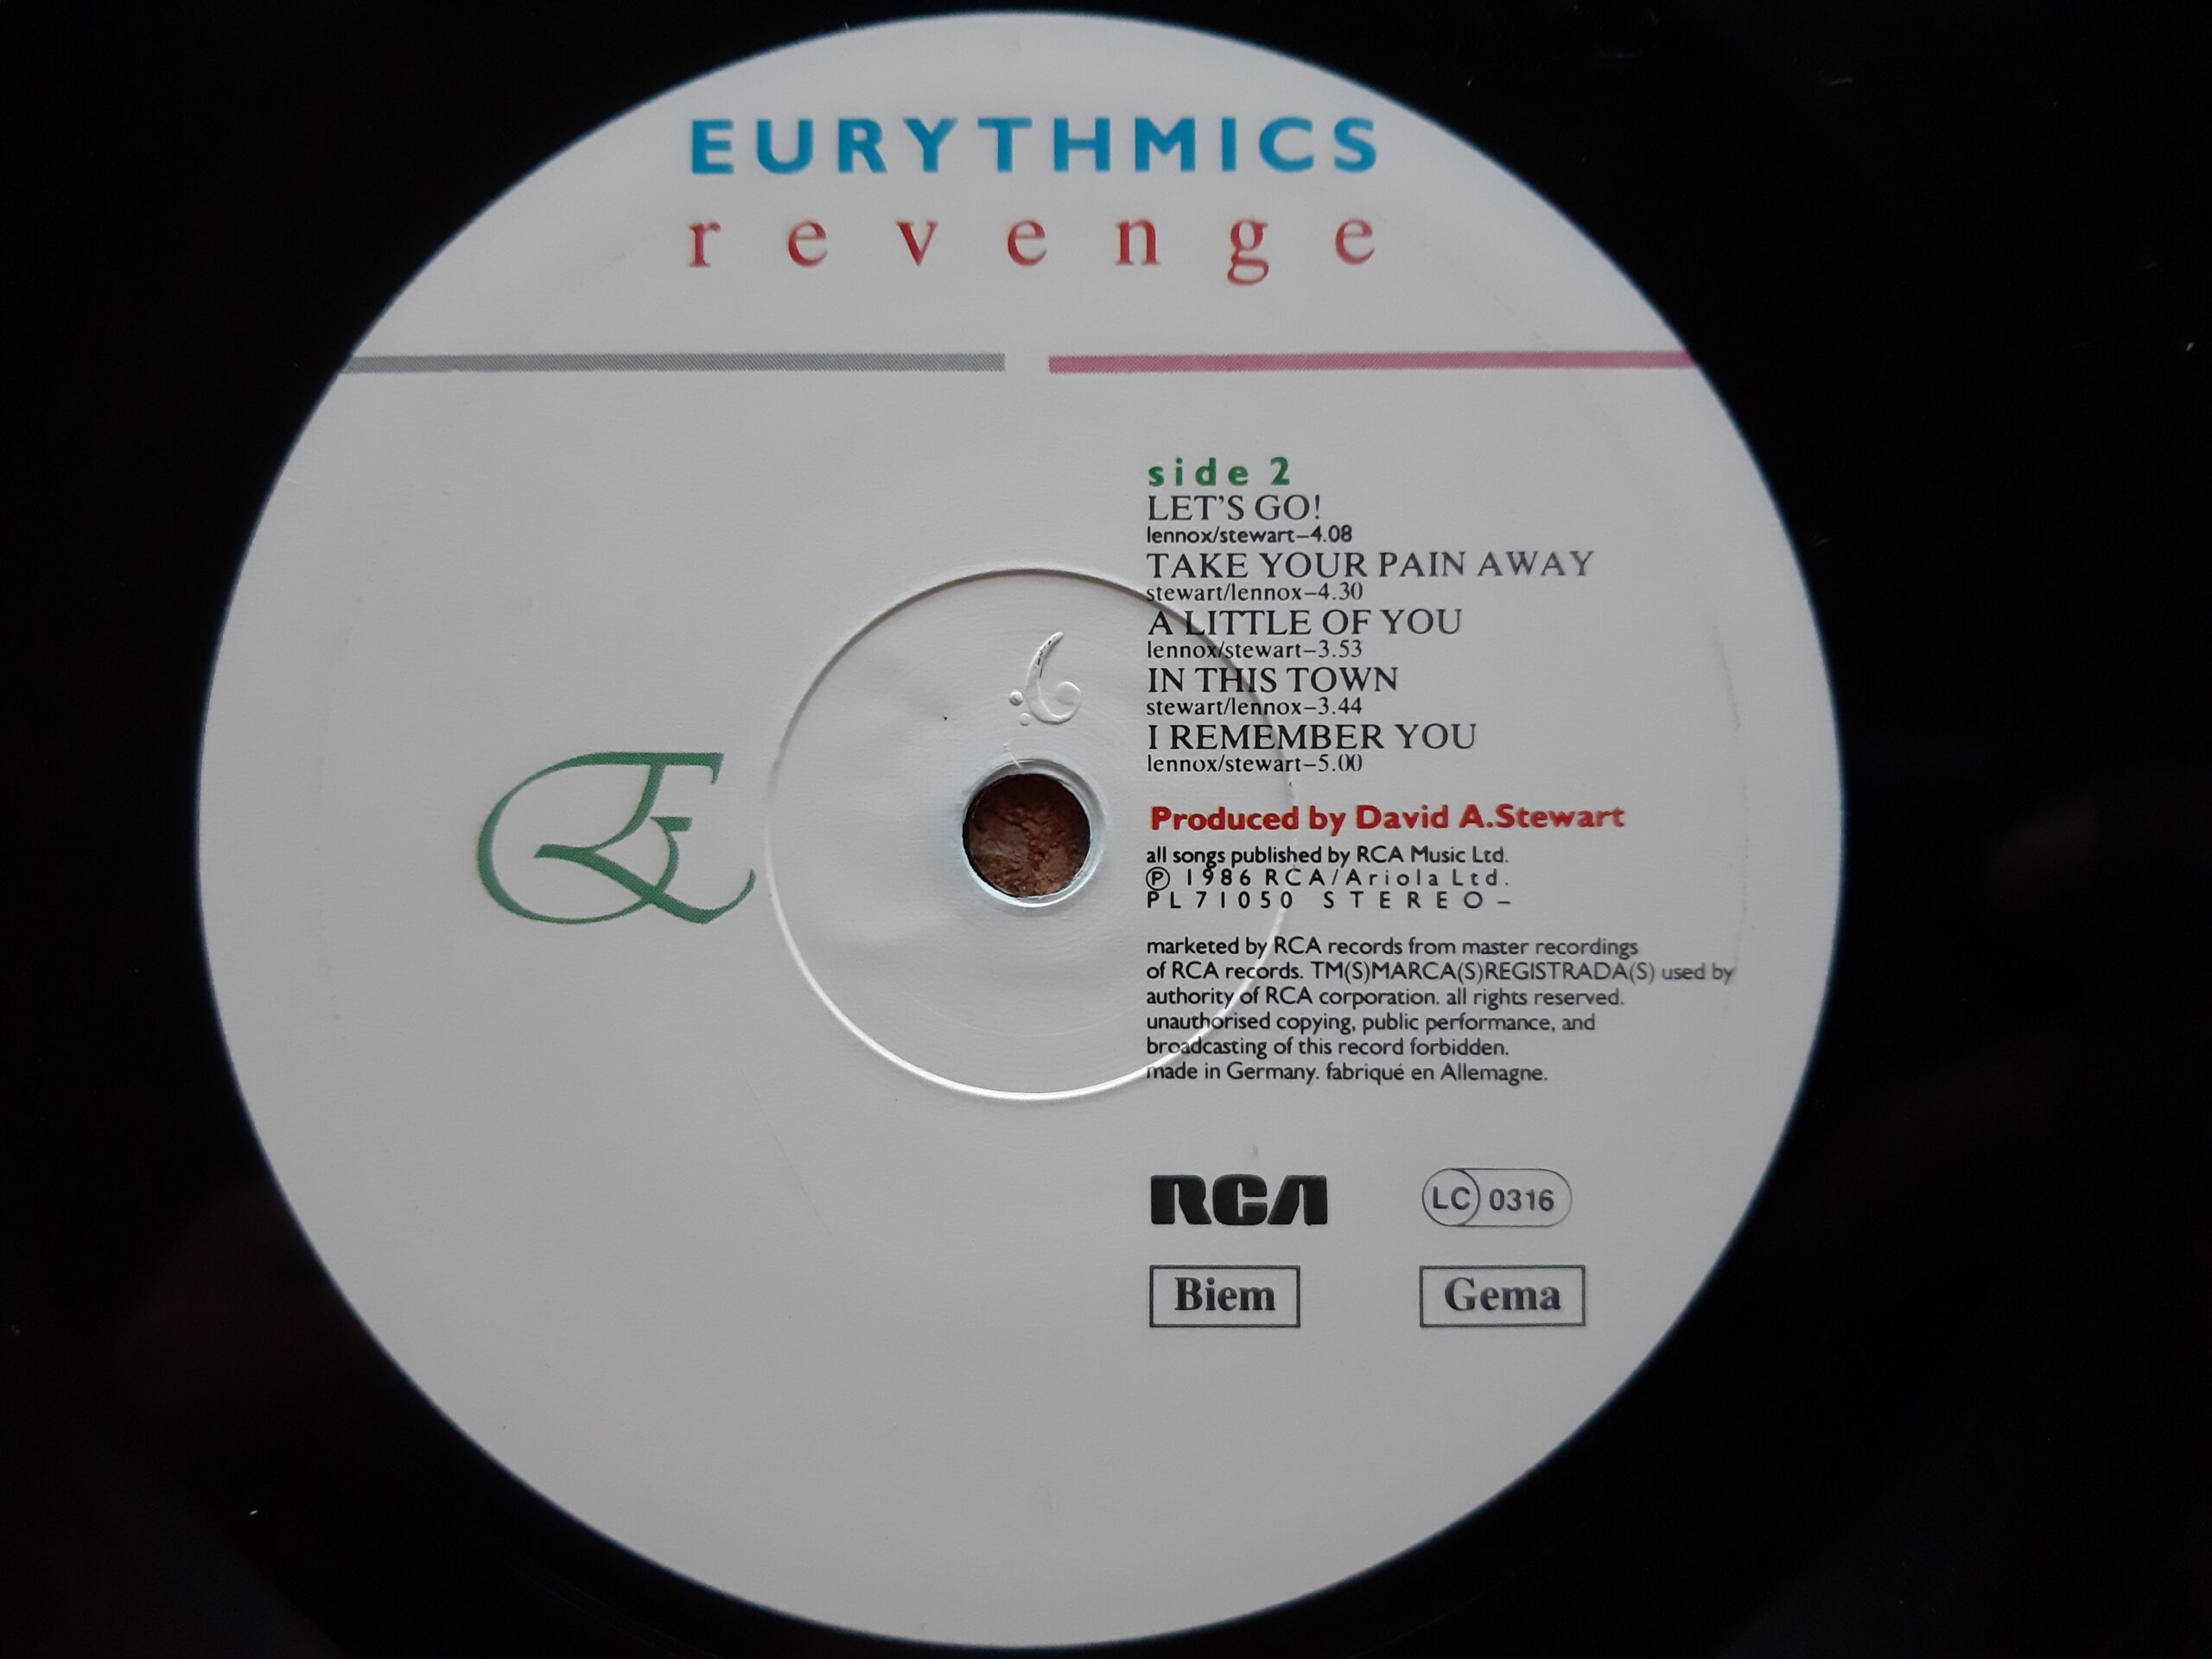 EURYTHMICS
revenge
side 2
LET'S GO!
lennox/stewart–4.08
TAKE YOUR PAIN AWAY
stewart/lennox–4.30
A LITTLE OF YOU
lennox/stewart–3.53
IN THIS TOWN
stewart/lennox–3.44
I REMEMBER YOU
lennox/stewart–5.00
Produced by David A.Stewart
all songs published by RCA Music Ltd.
℗ 1986 RCA/Ariola Ltd.
PL71050 STEREO–
marketed by RCA records from master recordings
of RCA records. TM(S)MARCA(S)REGISTRADA(S) used by
authority of RCA corporation. all rights reserved.
unauthorised copying, public performance, and
broadcasting of this record forbidden.
made in Germany. fabriqué en Allemagne.
RCA LC 0316
Biem Gema